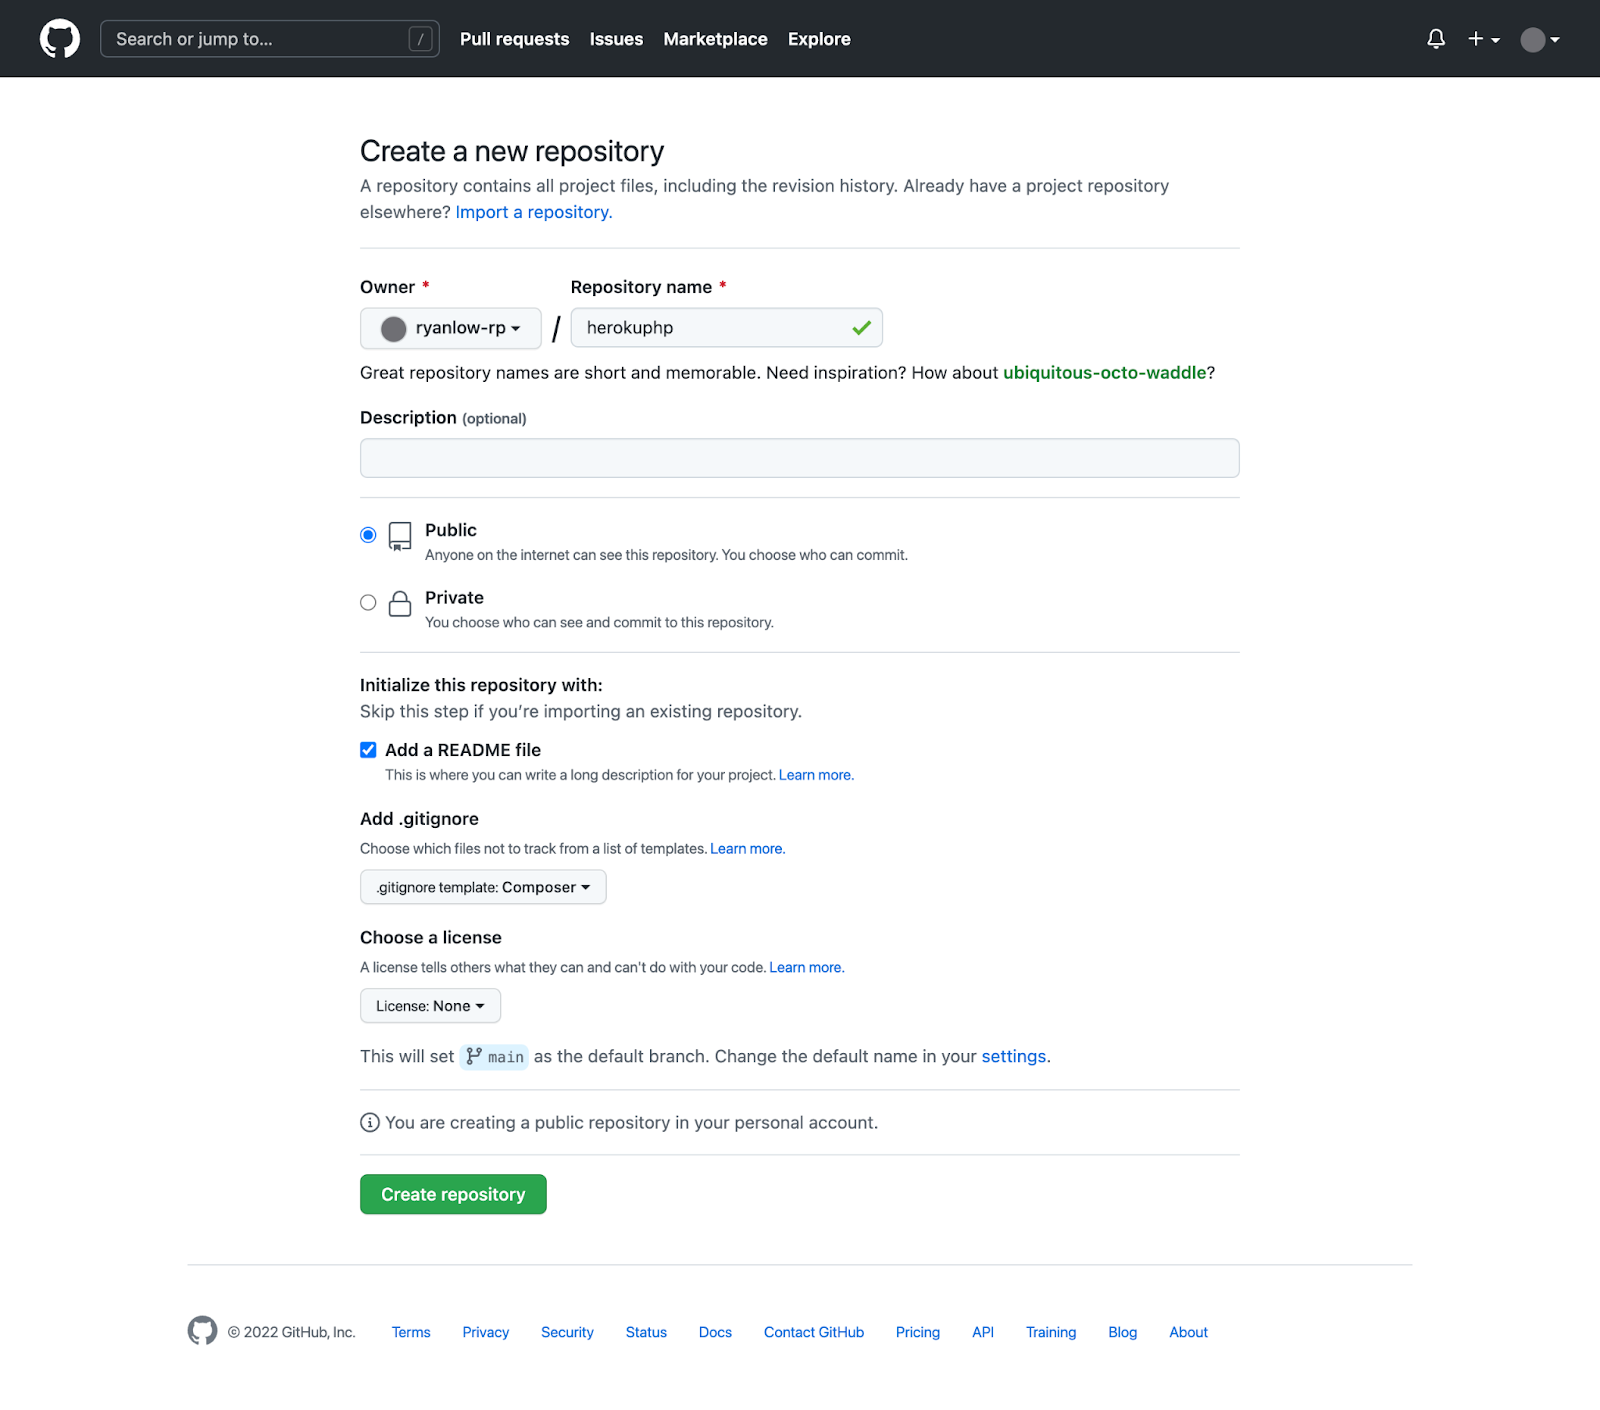 Search or jump to... /
Pull requests
Issues
Marketplace
Explore
Create a new repository
A repository contains all project files, including the revision history. Already have a project repository
elsewhere? Import a repository.
Owner *
Repository name *
ryanlow-rp / herokuphp
Great repository names are short and memorable. Need inspiration? How about ubiquitous-octo-waddle?
Description (optional)
Public
Anyone on the internet can see this repository. You choose who can commit.
Private
You choose who can see and commit to this repository.
Initialize this repository with:
Skip this step if you’re importing an existing repository.
Add a README file
This is where you can write a long description for your project. Learn more.
Add .gitignore
Choose which files not to track from a list of templates. Learn more.
.gitignore template: Composer
Choose a license
A license tells others what they can and can't do with your code. Learn more.
License: None
This will set main as the default branch. Change the default name in your settings.
You are creating a public repository in your personal account.
Create repository
© 2022 GitHub, Inc.
Terms
Privacy
Security
Status
Docs
Contact GitHub
Pricing
API
Training
Blog
About